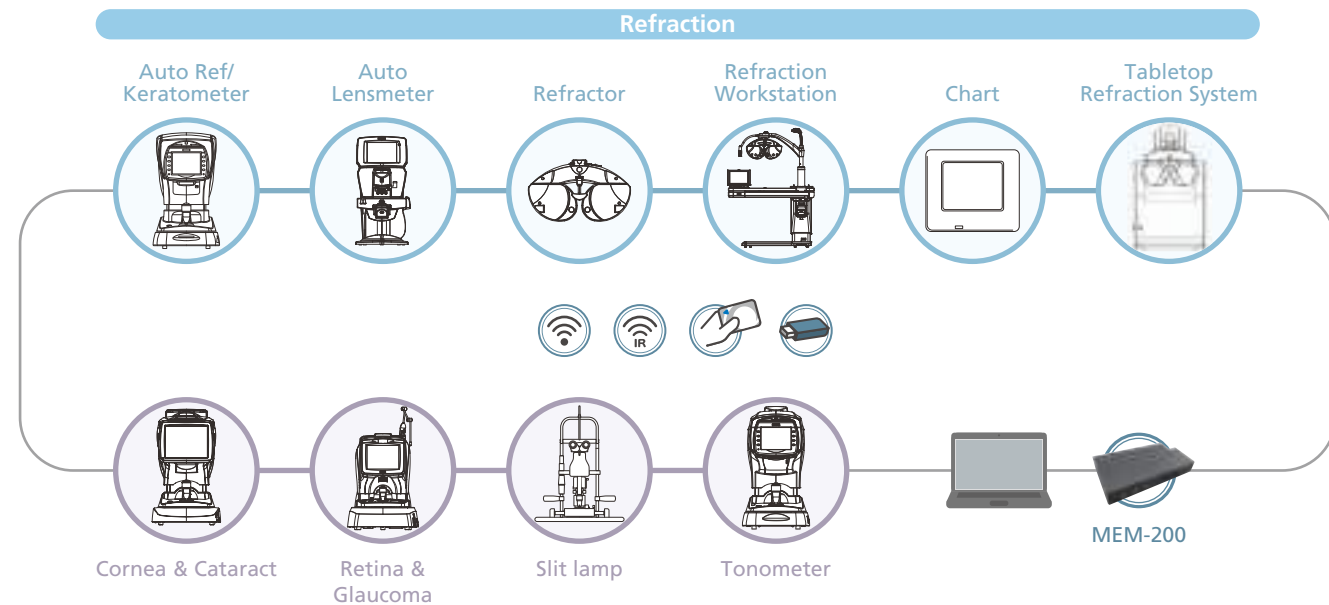 Refraction
Auto Ref/
Keratometer
Auto
Lensmeter
Refractor
Refraction
Workstation
Chart
Tabletop
Refraction System
IR
MEM-200
Cornea & Cataract
Retina &
Glaucoma
Slit lamp
Tonometer